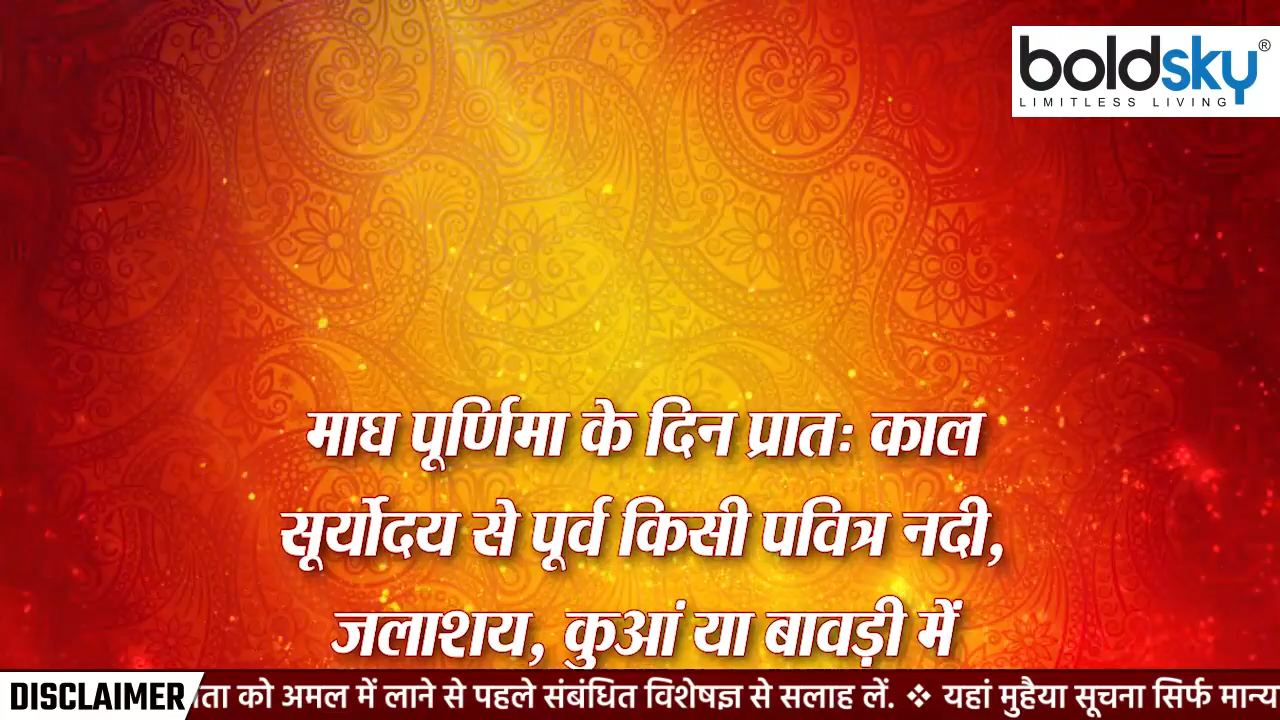 boldsky®
LIMITLESS LIVING
माघ पूर्णिमा के दिन प्रातः काल
सूर्योदय से पूर्व किसी पवित्र नदी,
जलाशय, कुआं या बावड़ी में
DISCLAIMER को अमल में लाने से पहले संबंधित विशेषज्ञ से सलाह लें. ❖ यहां मुहैया सूचना सिर्फ मान्य